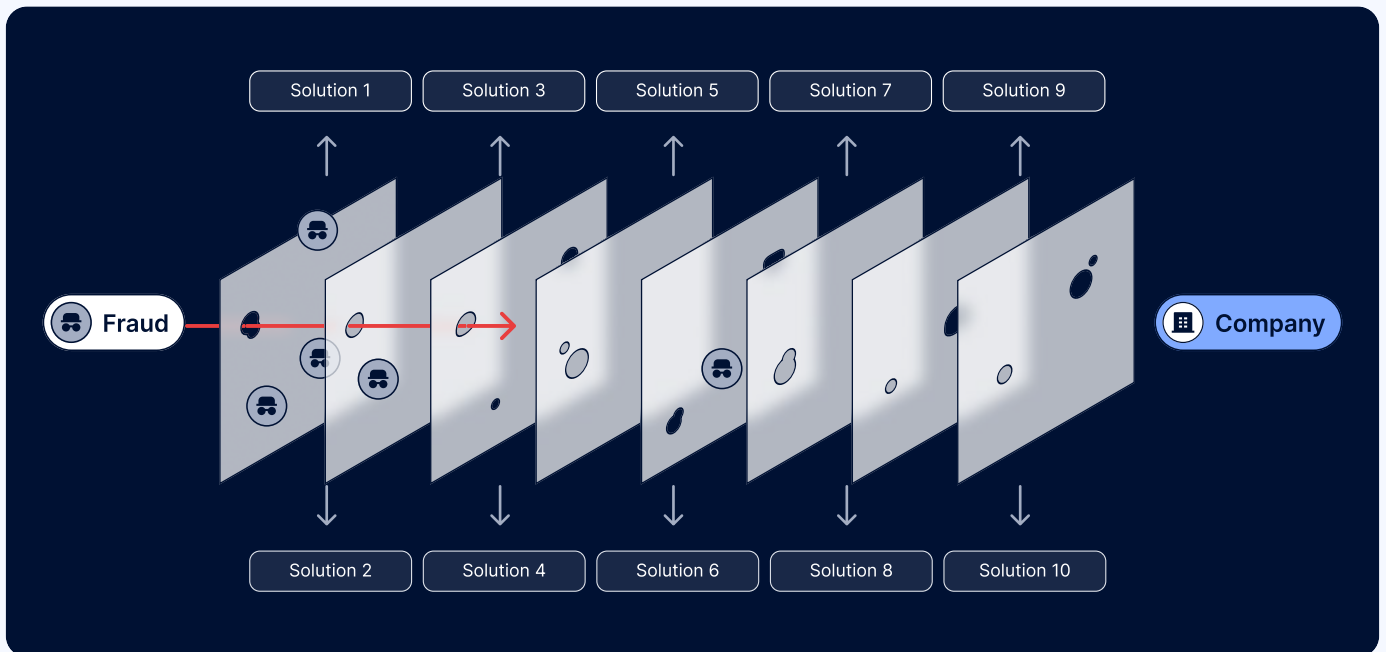 Solution 1
Solution 3
Solution 5
Solution 7
Solution 9
Fraud
Company
Solution 2
Solution 4
Solution 6
Solution 8
Solution 10